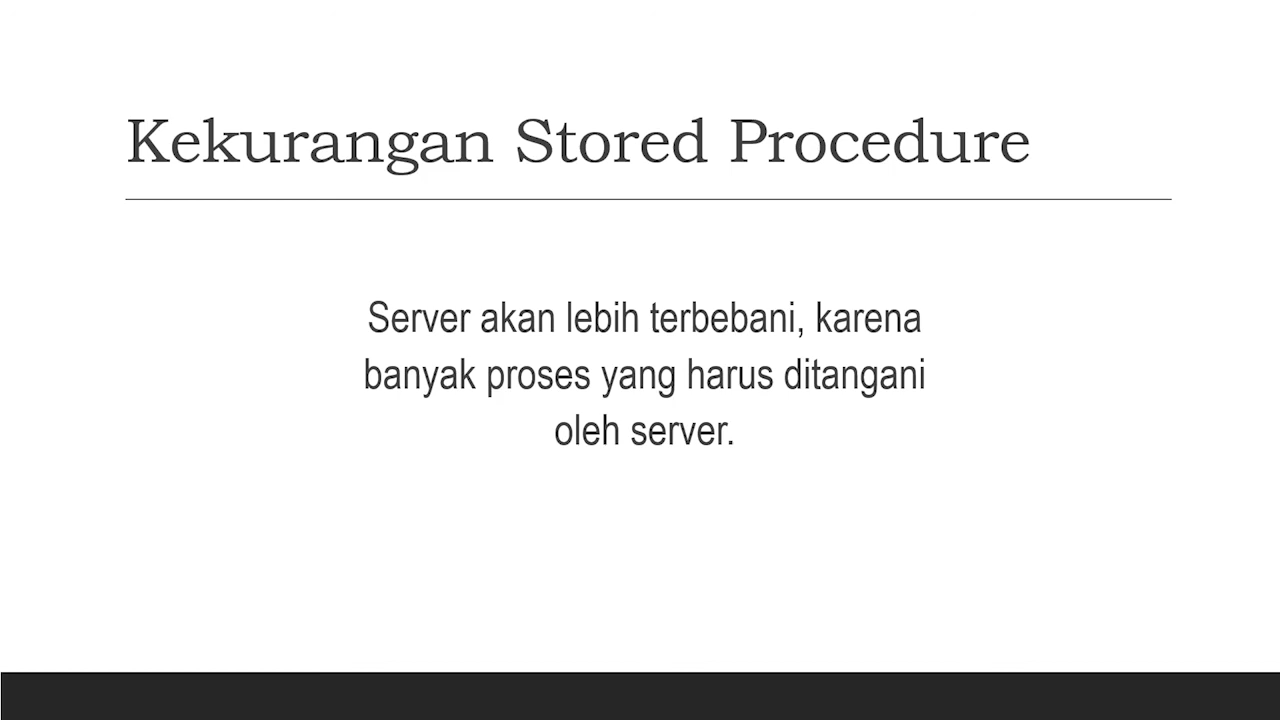 Kekurangan Stored Procedure
Server akan lebih terbebani, karena
banyak proses yang harus ditangani
oleh server.